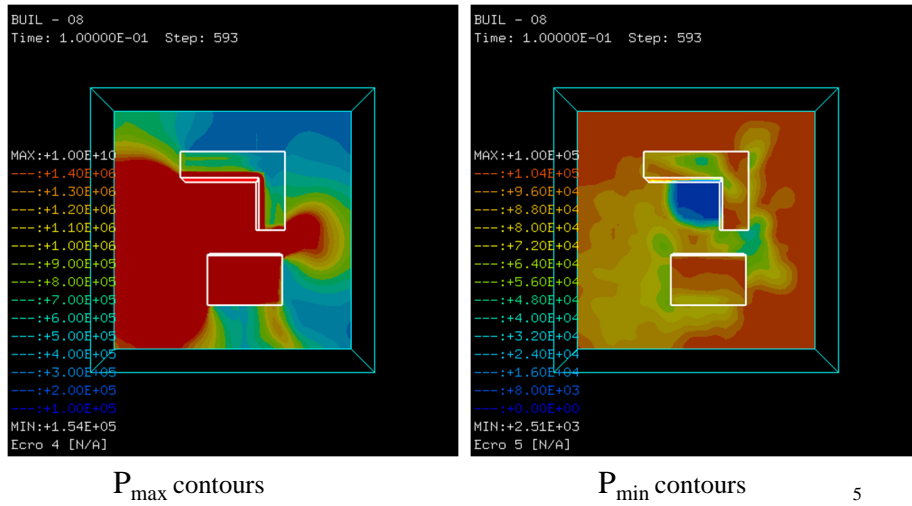 BUIL - 08
Time: 1.00000E-01 Step: 593
MAX:+1.00E+10
---:+1.40E+06
---:+1.30E+06
---:+1.20E+06
---:+1.10E+06
---:+1.00E+06
---:+9.00E+05
---:+8.00E+05
---:+7.00E+05
---:+6.00E+05
---:+5.00E+05
---:+4.00E+05
---:+3.00E+05
---:+2.00E+05
---:+1.00E+05
MIN:+1.54E+05
Ecro 4 [N/A]
BUIL - 08
Time: 1.00000E-01 Step: 593
MAX:+1.00E+05
---:+1.04E+05
---:+9.60E+04
---:+8.80E+04
---:+8.00E+04
---:+7.20E+04
---:+6.40E+04
---:+5.60E+04
---:+4.80E+04
---:+4.00E+04
---:+3.20E+04
---:+2.40E+04
---:+1.60E+04
---:+8.00E+03
---:+0.00E+00
MIN:+2.51E+03
Ecro 5 [N/A]
Pmax contours
Pmin contours
5